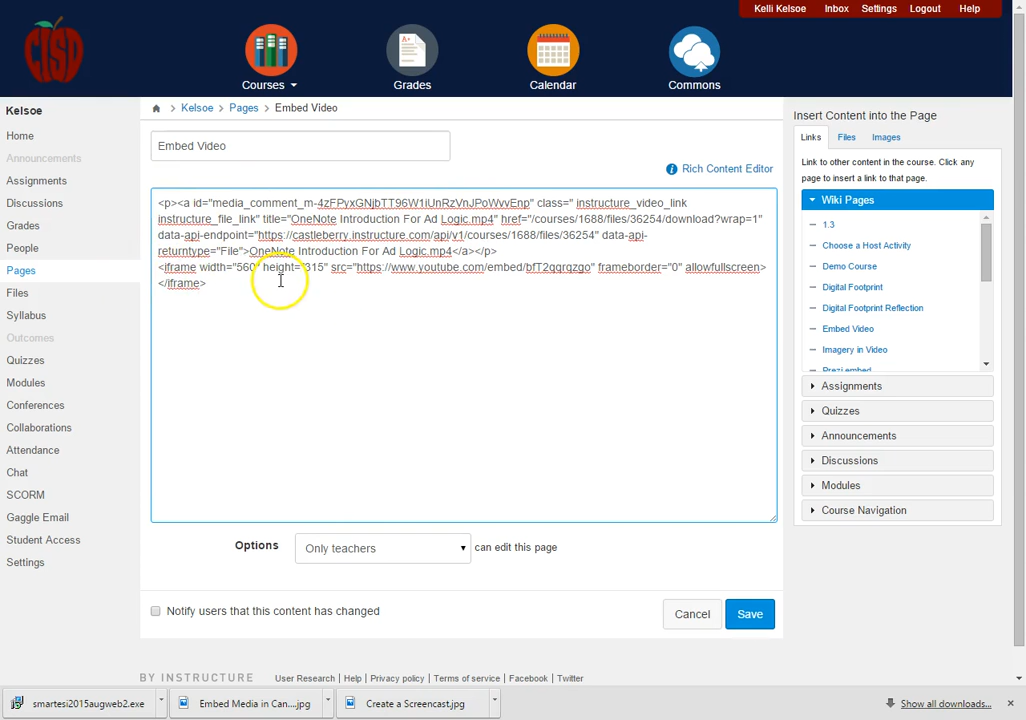 Kelli Kelsoe Inbox Settings Logout Help
CISD
Courses Grades Calendar Commons
Kelsoe
Home
Announcements
Assignments
Discussions
Grades
People
Pages
Files
Syllabus
Outcomes
Quizzes
Modules
Conferences
Collaborations
Attendance
Chat
SCORM
Gaggle Email
Student Access
Settings
> Kelsoe > Pages > Embed Video
Embed Video
Rich Content Editor
<p><a id="media_comment_m-4zFPyxGNjbTT96W1iUnRzVnJPoWvvEnp" class=" instructure_video_link
instructure_file_link" title="OneNote Introduction For Ad Logic.mp4" href="/courses/1688/files/36254/download?wrap=1"
data-api-endpoint="https://castleberry.instructure.com/api/v1/courses/1688/files/36254" data-api-
returntype="File">OneNote Introduction For Ad Logic.mp4</a></p>
<iframe width="560" height="315" src="https://www.youtube.com/embed/bfT2qqrqzgo" frameborder="0" allowfullscreen>
</iframe>
Options Only teachers can edit this page
Notify users that this content has changed
Cancel Save
Insert Content into the Page
Links Files Images
Link to other content in the course. Click any
page to insert a link to that page.
Wiki Pages
1.3
Choose a Host Activity
Demo Course
Digital Footprint
Digital Footprint Reflection
Embed Video
Imagery in Video
Prezi embed
Assignments
Quizzes
Announcements
Discussions
Modules
Course Navigation
BY INSTRUCTURE User Research Help Privacy policy Terms of service Facebook Twitter
smartesi2015augweb2.exe Embed Media in Can....jpg Create a Screencast.jpg Show all downloads...